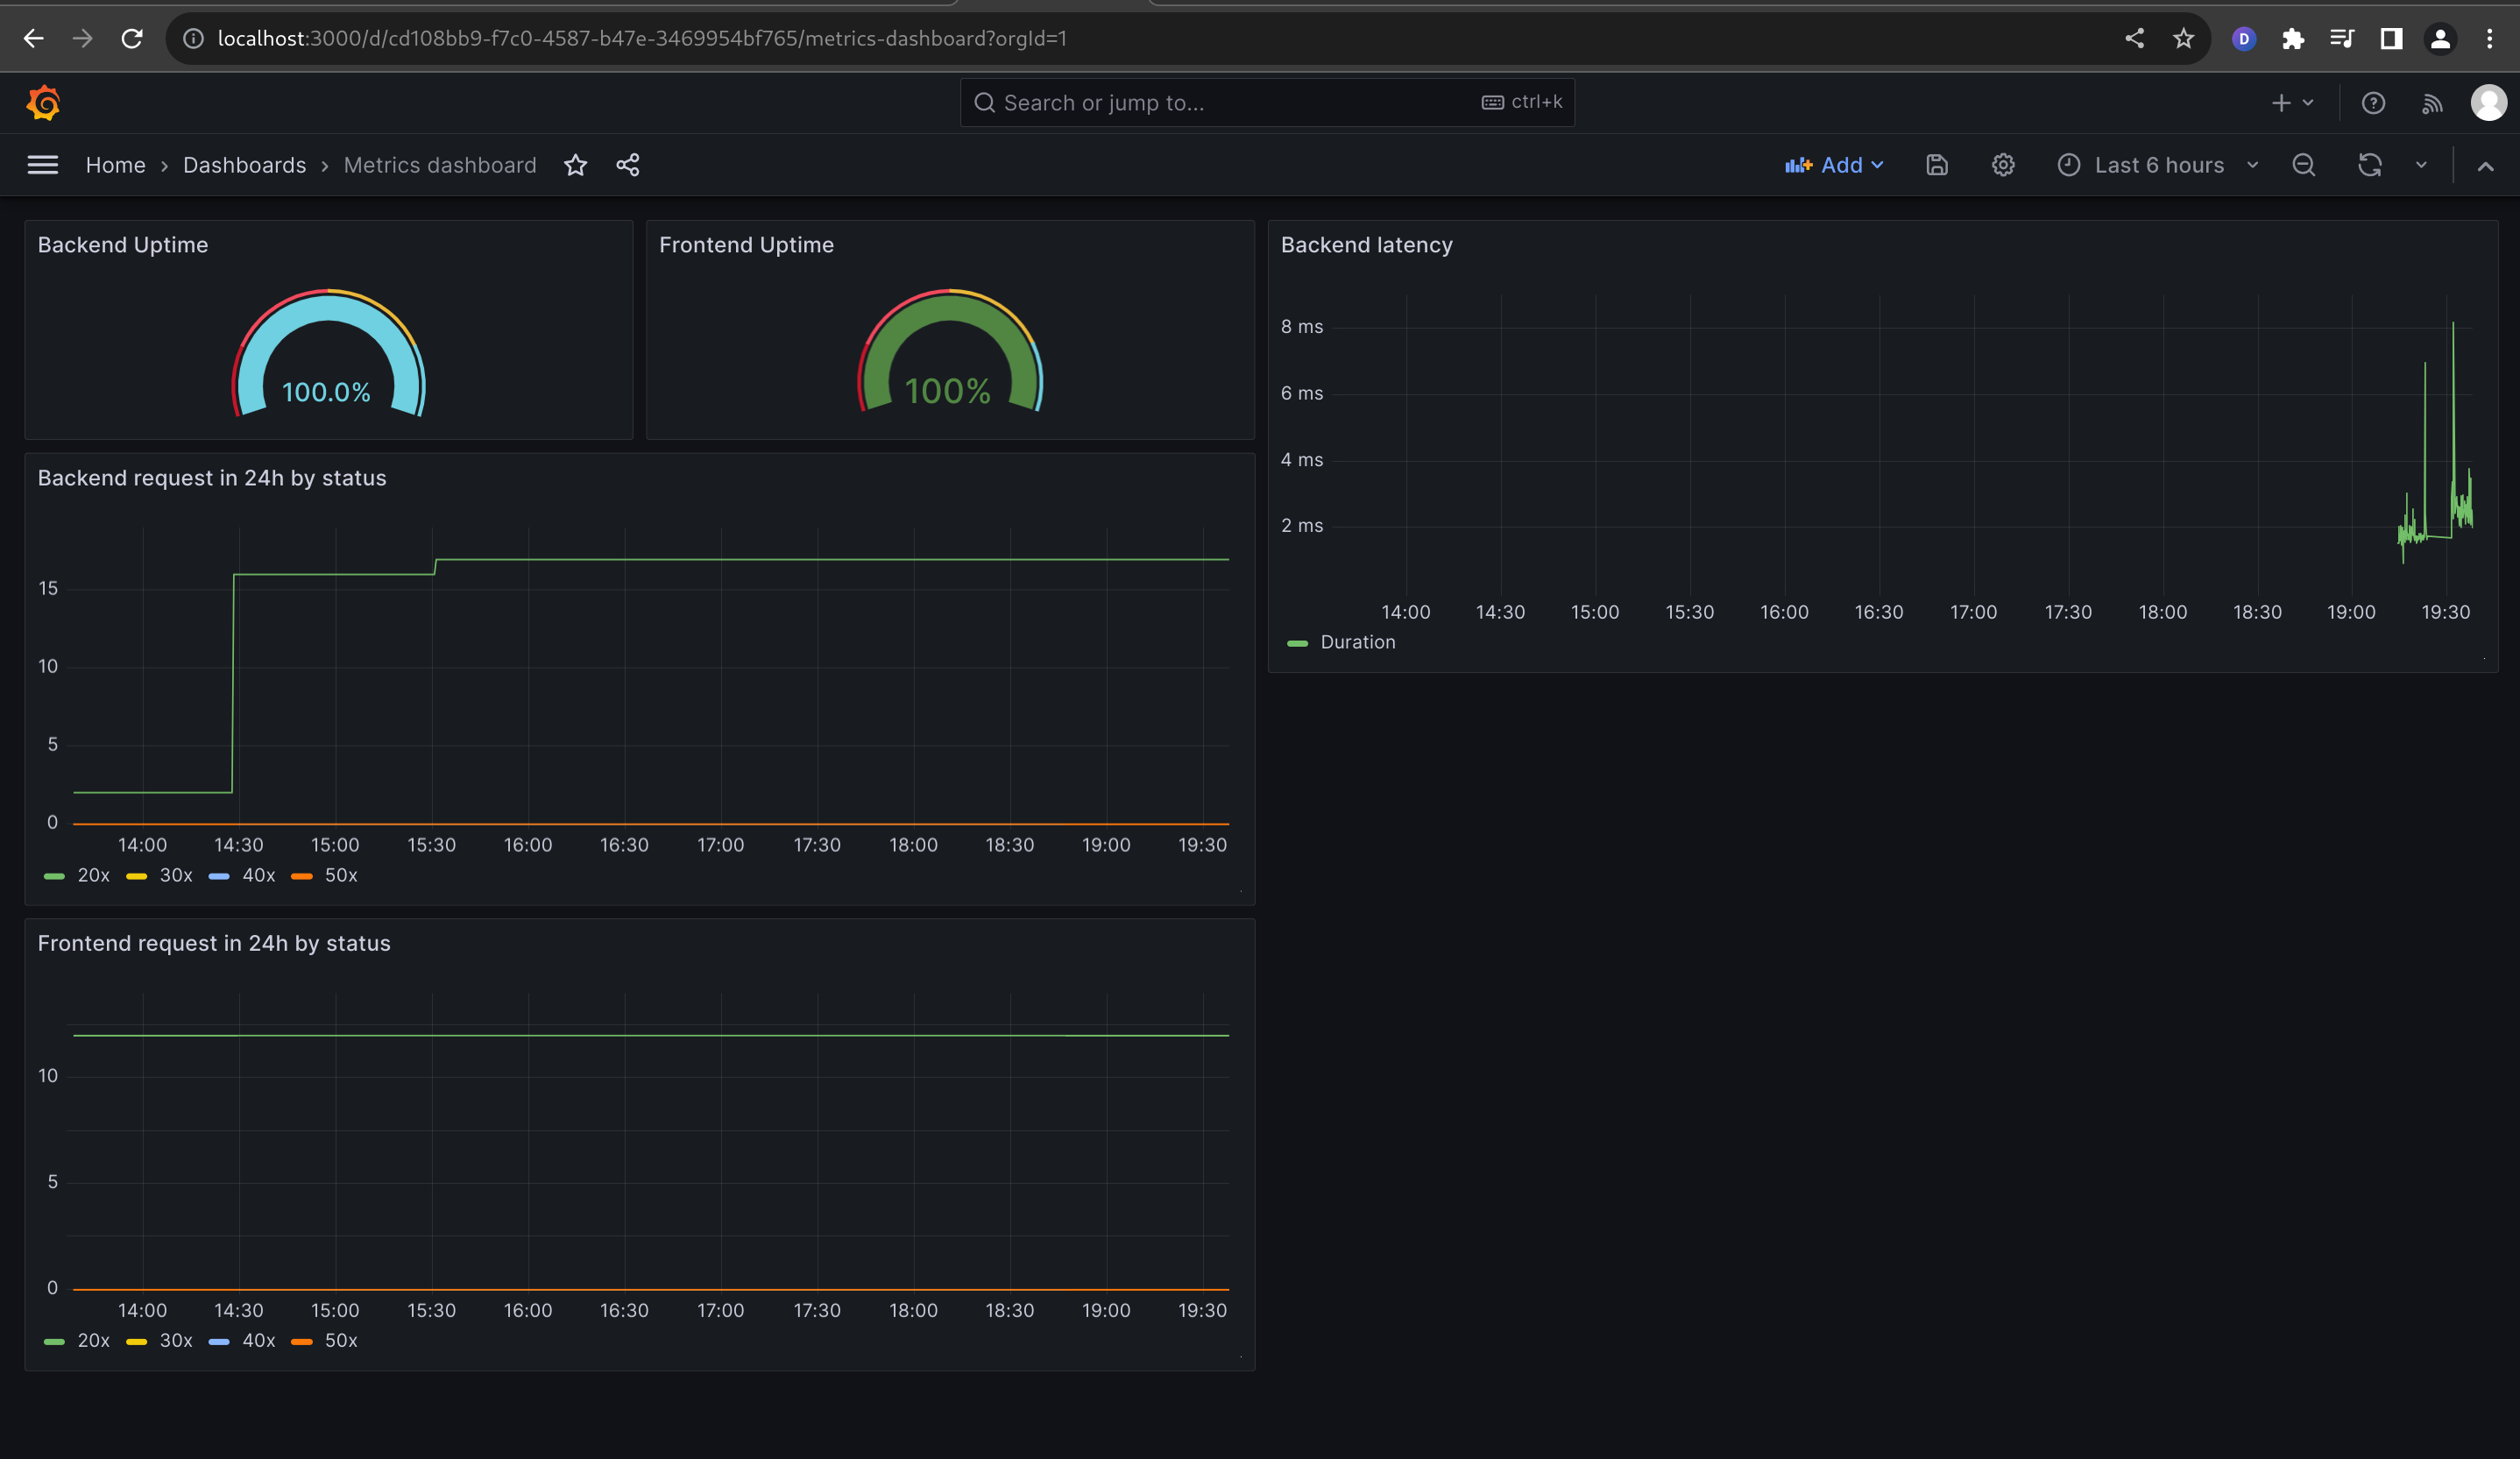 localhost:3000/d/cd108bb9-f7c0-4587-b47e-3469954bf765/metrics-dashboard?orgId=1
D
Search or jump to...
ctrl+k
Home › Dashboards › Metrics dashboard
Add
Last 6 hours
Backend Uptime
100.0%
Frontend Uptime
100%
Backend latency
8 ms
6 ms
4 ms
2 ms
14:00 14:30 15:00 15:30 16:00 16:30 17:00 17:30 18:00 18:30 19:00 19:30
Duration
Backend request in 24h by status
15
10
5
0
14:00 14:30 15:00 15:30 16:00 16:30 17:00 17:30 18:00 18:30 19:00 19:30
20x 30x 40x 50x
Frontend request in 24h by status
10
5
0
14:00 14:30 15:00 15:30 16:00 16:30 17:00 17:30 18:00 18:30 19:00 19:30
20x 30x 40x 50x